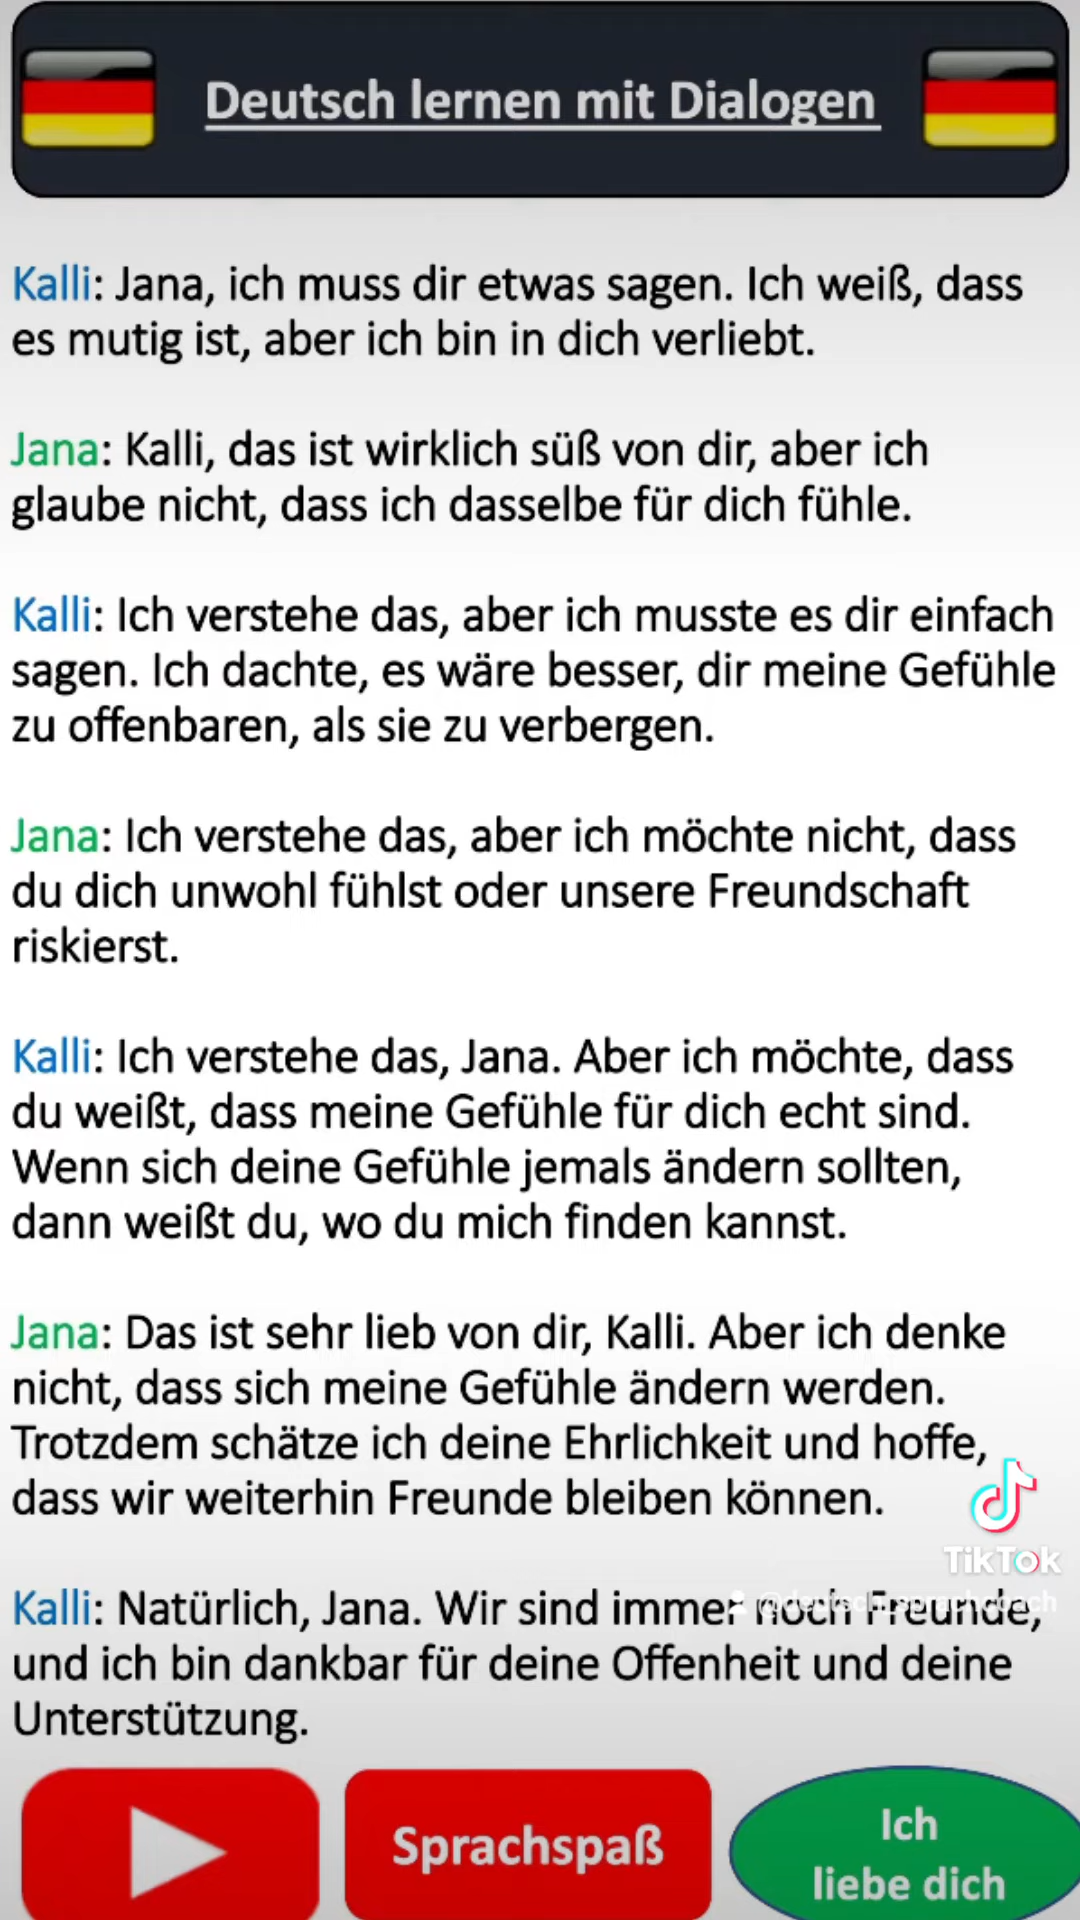 Deutsch lernen mit Dialogen
Kalli: Jana, ich muss dir etwas sagen. Ich weiß, dass
es mutig ist, aber ich bin in dich verliebt.
Jana: Kalli, das ist wirklich süß von dir, aber ich
glaube nicht, dass ich dasselbe für dich fühle.
Kalli: Ich verstehe das, aber ich musste es dir einfach
sagen. Ich dachte, es wäre besser, dir meine Gefühle
zu offenbaren, als sie zu verbergen.
Jana: Ich verstehe das, aber ich möchte nicht, dass
du dich unwohl fühlst oder unsere Freundschaft
riskierst.
Kalli: Ich verstehe das, Jana. Aber ich möchte, dass
du weißt, dass meine Gefühle für dich echt sind.
Wenn sich deine Gefühle jemals ändern sollten,
dann weißt du, wo du mich finden kannst.
Jana: Das ist sehr lieb von dir, Kalli. Aber ich denke
nicht, dass sich meine Gefühle ändern werden.
Trotzdem schätze ich deine Ehrlichkeit und hoffe,
dass wir weiterhin Freunde bleiben können.
TikTok
@deutsch_sprachcoach
Kalli: Natürlich, Jana. Wir sind immer noch Freunde,
und ich bin dankbar für deine Offenheit und deine
Unterstützung.
Sprachspaß
Ich
liebe dich